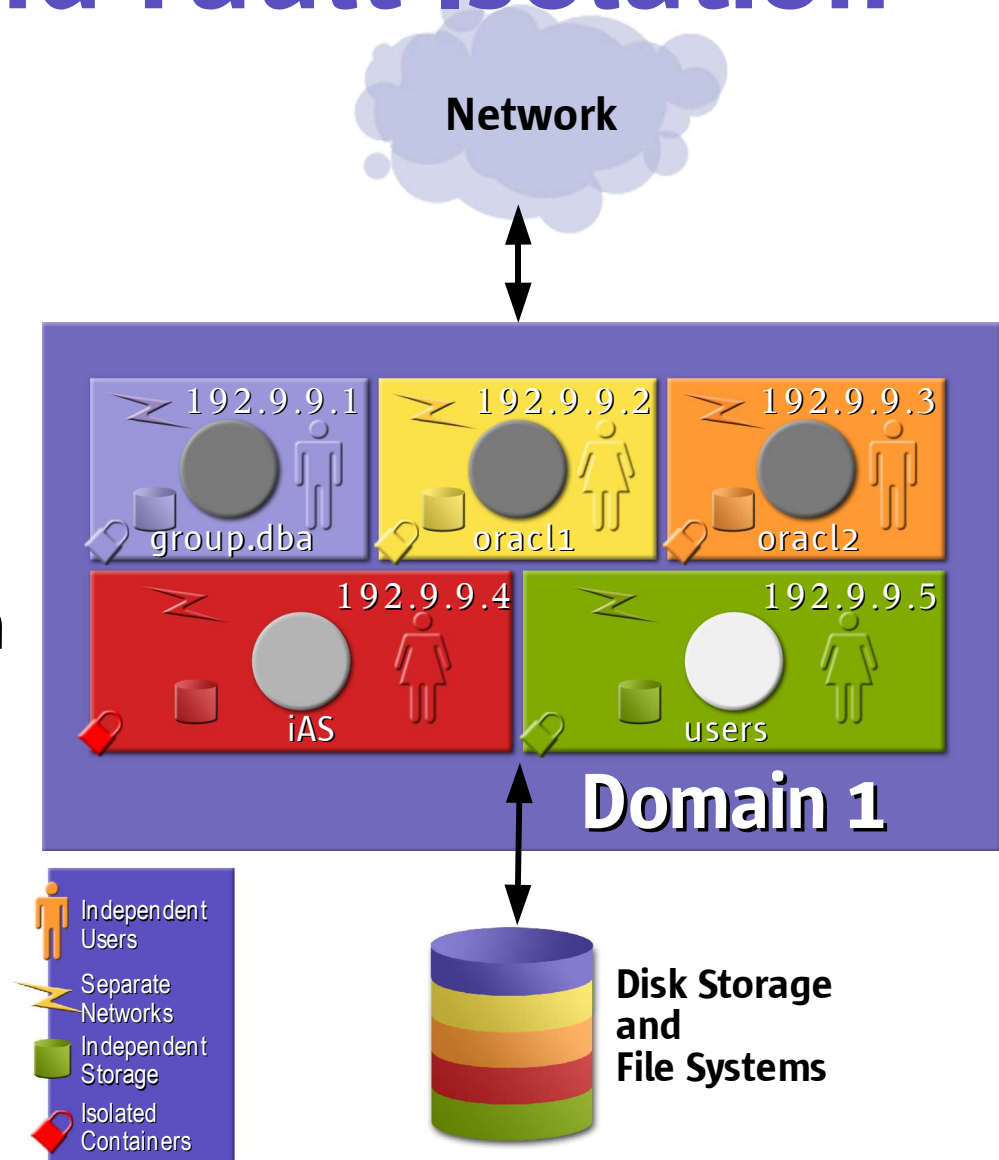 Fault Isolation
Network
192.9.9.1
192.9.9.2
192.9.9.3
group.dba
oracl1
oracl2
192.9.9.4
192.9.9.5
iAS
users
Domain 1
Independent
Users
Separate
Networks
Independent
Storage
Isolated
Containers
Disk Storage
and
File Systems